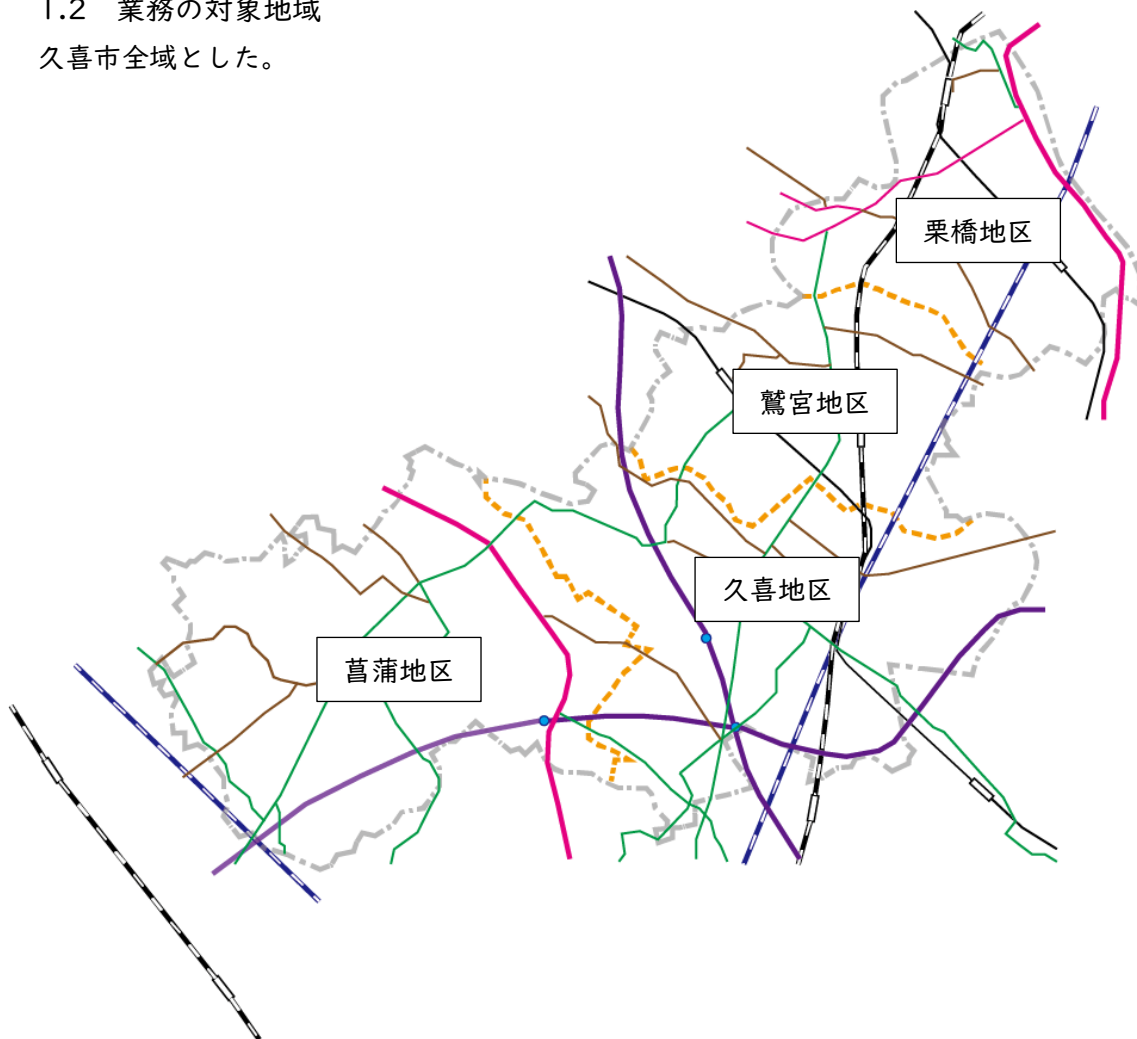 1.2 業務の対象地域
久喜市全域とした。
栗橋地区
鷲宮地区
久喜地区
菖蒲地区